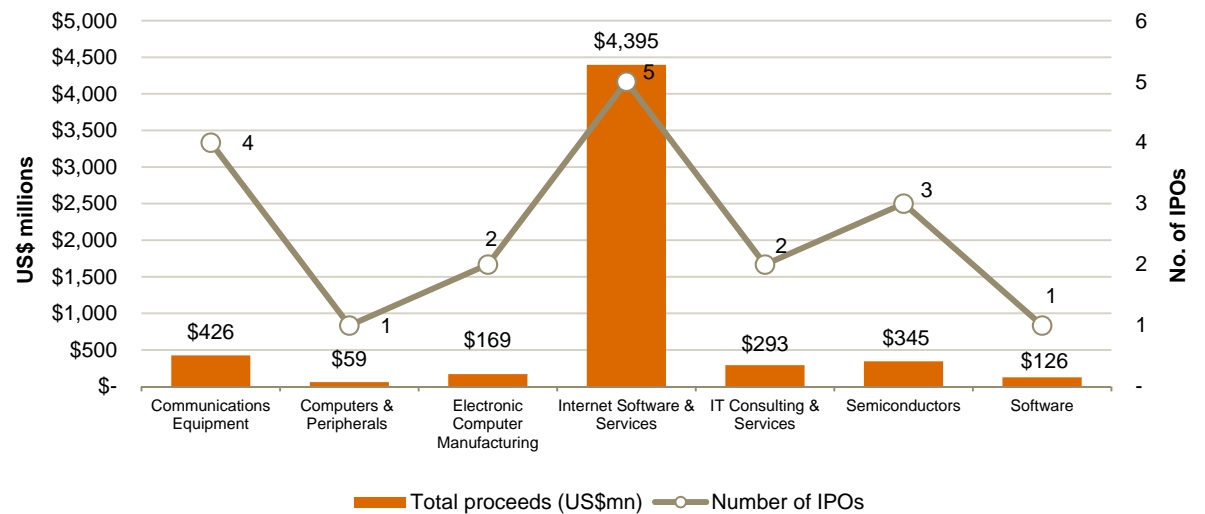 $5,000
$4,500
$4,000
$3,500
$3,000
$2,500
$2,000
$1,500
$1,000
$500
$-
US$ millions
6
5
4
3
2
1
-
No. of IPOs
$426
$59
$169
$4,395
$293
$345
$126
4
1
2
5
2
3
1
Communications
Equipment
Computers &
Peripherals
Electronic
Computer
Manufacturing
Internet Software &
Services
IT Consulting &
Services
Semiconductors
Software
Total proceeds (US$mn)
Number of IPOs